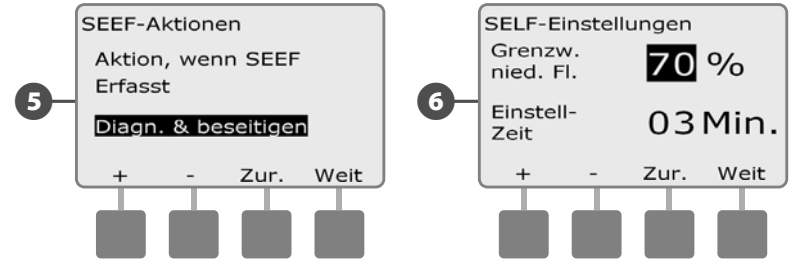 5
SEEF-Aktionen
Aktion, wenn SEEF
Erfasst
Diagn. & beseitigen
+ - Zur. Weit
6
SELF-Einstellungen
Grenzw.
nied. Fl.
70 %
Einstell-
Zeit
03 Min.
+ - Zur. Weit